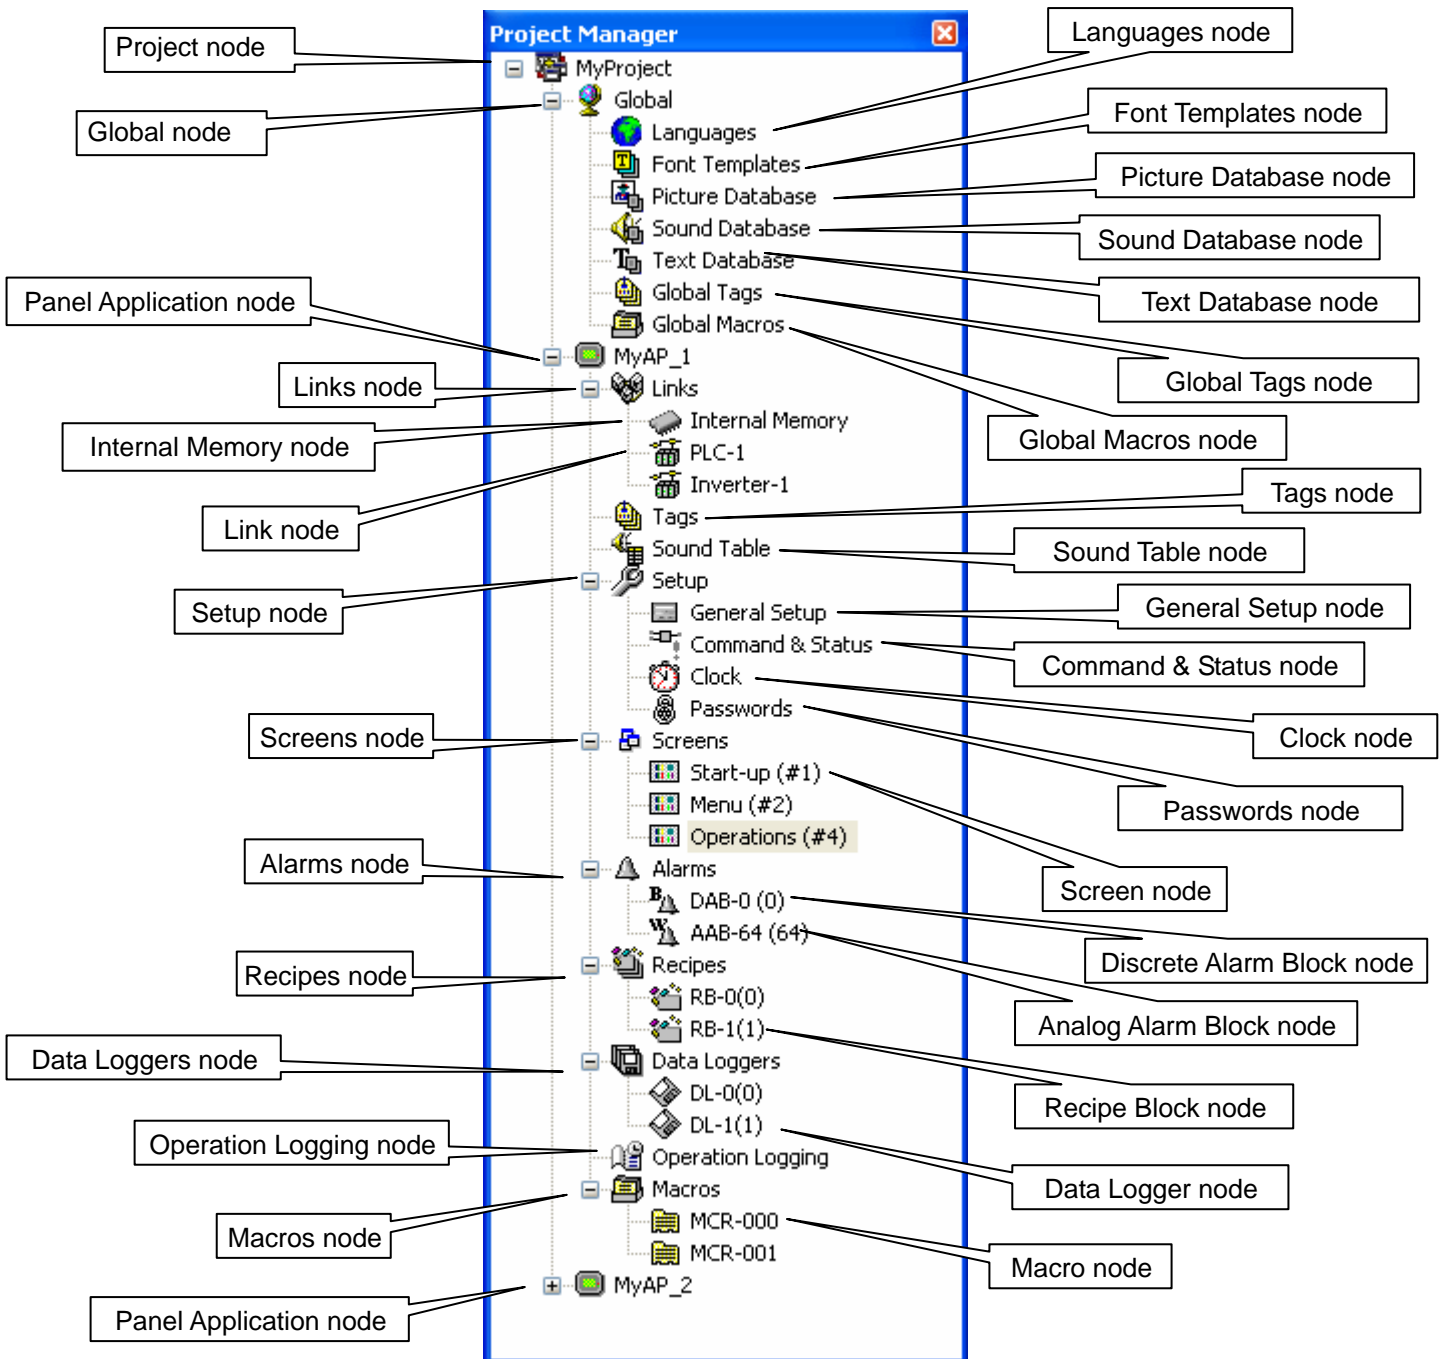 Project Manager
Languages node
Project node
MyProject
Global
Font Templates node
Global node
Languages
Font Templates
Picture Database node
Picture Database
Sound Database
Sound Database node
Text Database
Panel Application node
Global Tags
Text Database node
Global Macros
MyAP_1
Links node
Links
Global Tags node
Internal Memory
Internal Memory node
Global Macros node
PLC-1
Inverter-1
Tags node
Link node
Tags
Sound Table
Sound Table node
Setup
Setup node
General Setup
General Setup node
Command & Status
Command & Status node
Clock
Passwords
Screens node
Screens
Clock node
Start-up (#1)
Menu (#2)
Passwords node
Operations (#4)
Alarms node
Alarms
Screen node
DAB-0 (0)
AAB-64 (64)
Discrete Alarm Block node
Recipes node
Recipes
RB-0(0)
RB-1(1)
Analog Alarm Block node
Data Loggers node
Data Loggers
DL-0(0)
Recipe Block node
DL-1(1)
Operation Logging node
Operation Logging
Macros
Data Logger node
MCR-000
Macros node
MCR-001
Macro node
MyAP_2
Panel Application node